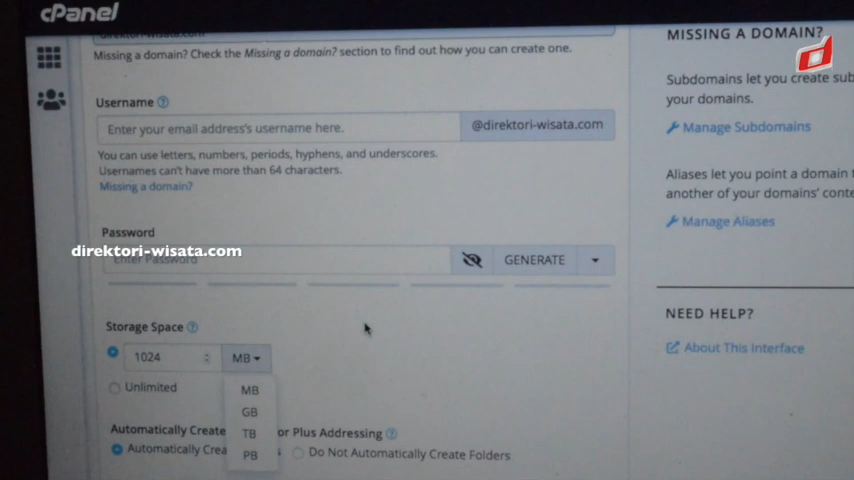 cPanel
Missing a domain? Check the Missing a domain? section to find out how you can create one.
Username
Enter your email address's username here.
@direktori-wisata.com
You can use letters, numbers, periods, hyphens, and underscores.
Usernames can't have more than 64 characters.
Missing a domain?
Password
direktori-wisata.com
Enter Password
GENERATE
Storage Space
1024
MB
Unlimited
MB
GB
TB
PB
Automatically Create
or Plus Addressing
Automatically Crea
Do Not Automatically Create Folders
MISSING A DOMAIN?
Subdomains let you create sub
your domains.
Manage Subdomains
Aliases let you point a domain
another of your domains' conte
Manage Aliases
NEED HELP?
About This Interface